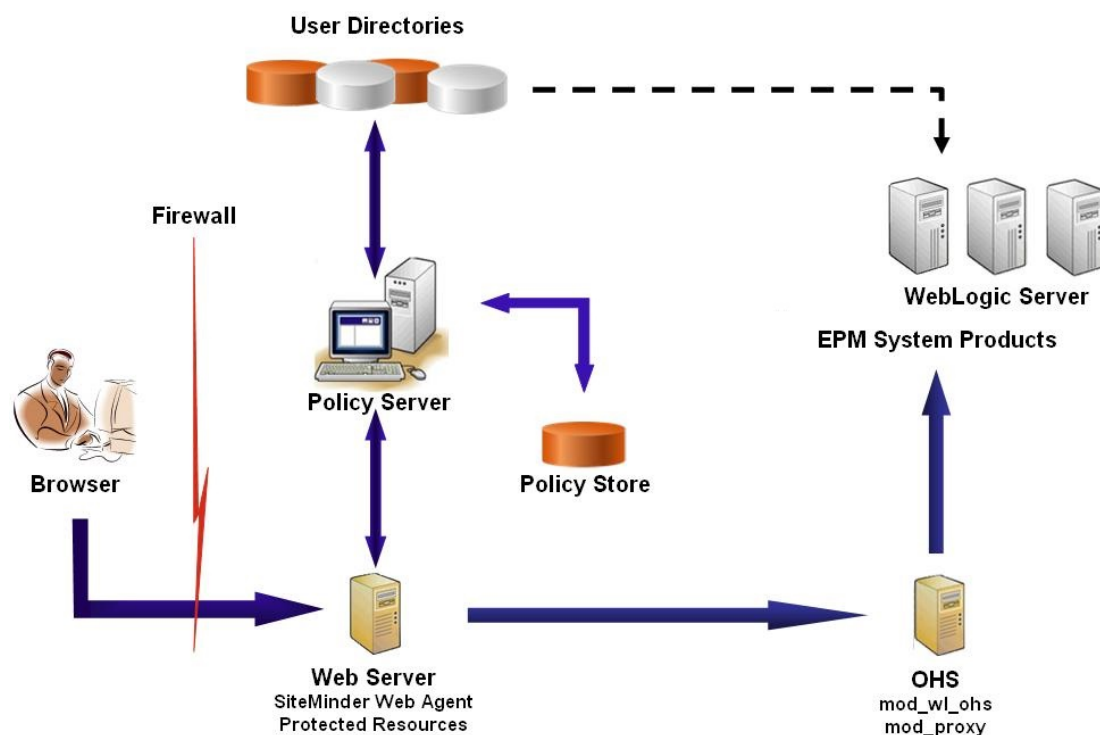 User Directories
Firewall
WebLogic Server
EPM System Products
Policy Server
Browser
Policy Store
Web Server
SiteMinder Web Agent
Protected Resources
OHS
mod_wl_ohs
mod_proxy